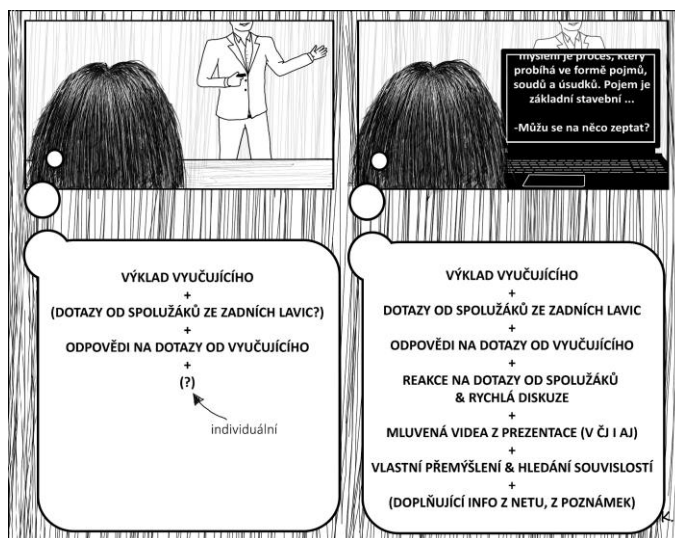 myšlení je proces, který
probíhá ve formě pojmů,
soudů a úsudků. Pojem je
základní stavební ...
-Můžu se na něco zeptat?
VÝKLAD VYUČUJÍCÍHO
+
(DOTAZY OD SPOLUŽÁKŮ ZE ZADNÍCH LAVIC?)
+
ODPOVĚDI NA DOTAZY OD VYUČUJÍCÍHO
+
(?)
individuální
VÝKLAD VYUČUJÍCÍHO
+
DOTAZY OD SPOLUŽÁKŮ ZE ZADNÍCH LAVIC
+
ODPOVĚDI NA DOTAZY OD VYUČUJÍCÍHO
+
REAKCE NA DOTAZY OD SPOLUŽÁKŮ
& RYCHLÁ DISKUZE
+
MLUVENÁ VIDEA Z PREZENTACE (V ČJ I AJ)
+
VLASTNÍ PŘEMÝŠLENÍ & HLEDÁNÍ SOUVISLOSTÍ
+
(DOPLŇUJÍCÍ INFO Z NETU, Z POZNÁMEK)
K.